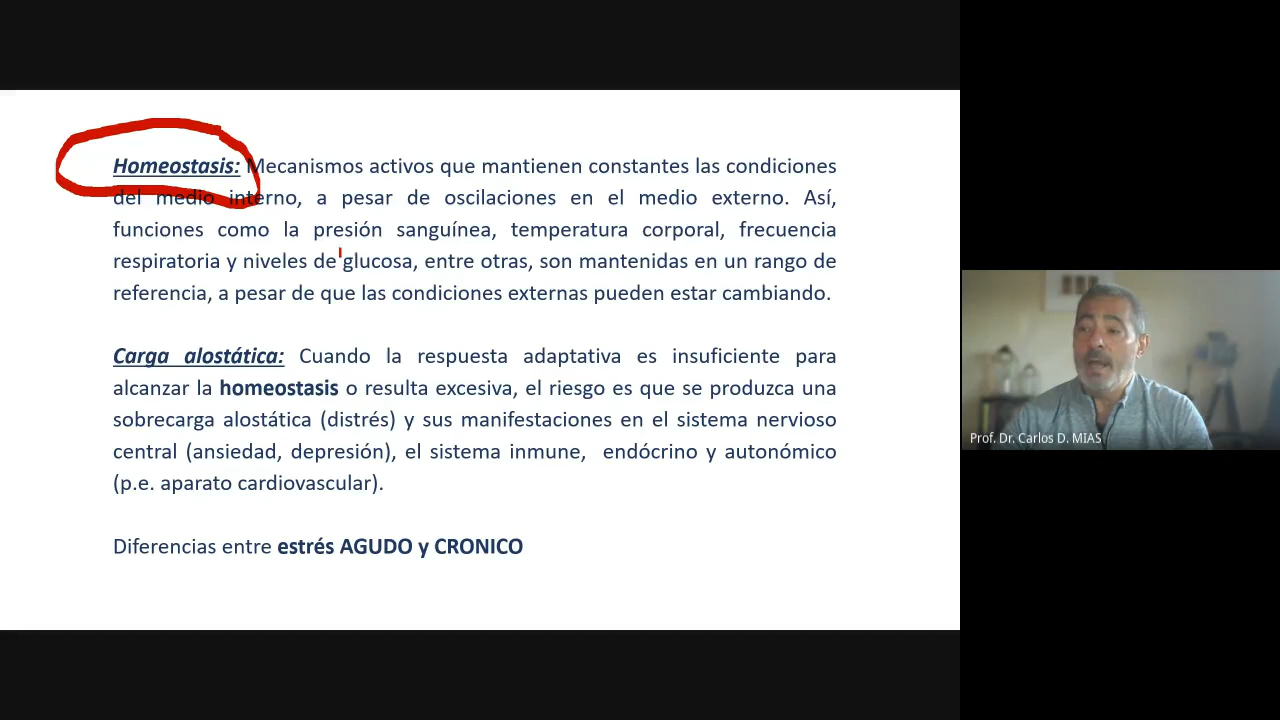 Homeostasis: Mecanismos activos que mantienen constantes las condiciones
del medio interno, a pesar de oscilaciones en el medio externo. Así,
funciones como la presión sanguínea, temperatura corporal, frecuencia
respiratoria y niveles de glucosa, entre otras, son mantenidas en un rango de
referencia, a pesar de que las condiciones externas pueden estar cambiando.
Carga alostática: Cuando la respuesta adaptativa es insuficiente para
alcanzar la homeostasis o resulta excesiva, el riesgo es que se produzca una
sobrecarga alostática (distrés) y sus manifestaciones en el sistema nervioso
central (ansiedad, depresión), el sistema inmune, endócrino y autonómico
(p.e. aparato cardiovascular).
Diferencias entre estrés AGUDO y CRONICO
Prof. Dr. Carlos D. MIAS